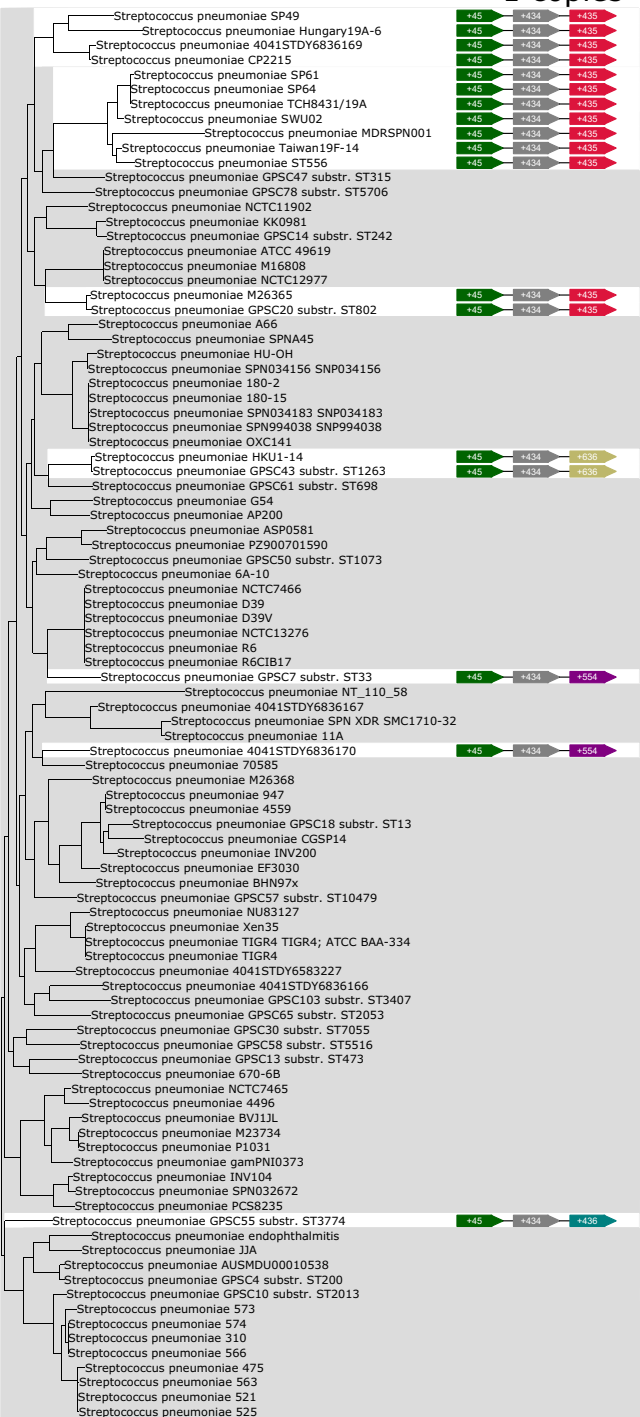 Streptococcus pneumoniae SP49 +45 +434 +435
Streptococcus pneumoniae Hungary19A-6 +45 +434 +435
Streptococcus pneumoniae 4041STDY6836169 +45 +434 +435
Streptococcus pneumoniae CP2215 +45 +434 +435
Streptococcus pneumoniae SP61 +45 +434 +435
Streptococcus pneumoniae SP64 +45 +434 +435
Streptococcus pneumoniae TCH8431/19A +45 +434 +435
Streptococcus pneumoniae SWU02 +45 +434 +435
Streptococcus pneumoniae MDRSPN001 +45 +434 +435
Streptococcus pneumoniae Taiwan19F-14 +45 +434 +435
Streptococcus pneumoniae ST556 +45 +434 +435
Streptococcus pneumoniae GPSC47 substr. ST315
Streptococcus pneumoniae GPSC78 substr. ST5706
Streptococcus pneumoniae NCTC11902
Streptococcus pneumoniae KK0981
Streptococcus pneumoniae GPSC14 substr. ST242
Streptococcus pneumoniae ATCC 49619
Streptococcus pneumoniae M16808
Streptococcus pneumoniae NCTC12977
Streptococcus pneumoniae M26365 +45 +434 +435
Streptococcus pneumoniae GPSC20 substr. ST802 +45 +434 +435
Streptococcus pneumoniae A66
Streptococcus pneumoniae SPNA45
Streptococcus pneumoniae HU-OH
Streptococcus pneumoniae SPN034156 SNP034156
Streptococcus pneumoniae 180-2
Streptococcus pneumoniae 180-15
Streptococcus pneumoniae SPN034183 SNP034183
Streptococcus pneumoniae SPN994038 SNP994038
Streptococcus pneumoniae OXC141
Streptococcus pneumoniae HKU1-14 +45 +434 +636
Streptococcus pneumoniae GPSC43 substr. ST1263 +45 +434 +636
Streptococcus pneumoniae GPSC61 substr. ST698
Streptococcus pneumoniae G54
Streptococcus pneumoniae AP200
Streptococcus pneumoniae ASP0581
Streptococcus pneumoniae PZ900701590
Streptococcus pneumoniae GPSC50 substr. ST1073
Streptococcus pneumoniae 6A-10
Streptococcus pneumoniae NCTC7466
Streptococcus pneumoniae D39
Streptococcus pneumoniae D39V
Streptococcus pneumoniae NCTC13276
Streptococcus pneumoniae R6
Streptococcus pneumoniae R6CIB17
Streptococcus pneumoniae GPSC7 substr. ST33 +45 +434 +554
Streptococcus pneumoniae NT_110_58
Streptococcus pneumoniae 4041STDY6836167
Streptococcus pneumoniae SPN XDR SMC1710-32
Streptococcus pneumoniae 11A
Streptococcus pneumoniae 4041STDY6836170 +45 +434 +554
Streptococcus pneumoniae 70585
Streptococcus pneumoniae M26368
Streptococcus pneumoniae 947
Streptococcus pneumoniae 4559
Streptococcus pneumoniae GPSC18 substr. ST13
Streptococcus pneumoniae CGSP14
Streptococcus pneumoniae INV200
Streptococcus pneumoniae EF3030
Streptococcus pneumoniae BHN97x
Streptococcus pneumoniae GPSC57 substr. ST10479
Streptococcus pneumoniae NU83127
Streptococcus pneumoniae Xen35
Streptococcus pneumoniae TIGR4 TIGR4; ATCC BAA-334
Streptococcus pneumoniae TIGR4
Streptococcus pneumoniae 4041STDY6583227
Streptococcus pneumoniae 4041STDY6836166
Streptococcus pneumoniae GPSC103 substr. ST3407
Streptococcus pneumoniae GPSC65 substr. ST2053
Streptococcus pneumoniae GPSC30 substr. ST7055
Streptococcus pneumoniae GPSC58 substr. ST5516
Streptococcus pneumoniae GPSC13 substr. ST473
Streptococcus pneumoniae 670-6B
Streptococcus pneumoniae NCTC7465
Streptococcus pneumoniae 4496
Streptococcus pneumoniae BVJ1JL
Streptococcus pneumoniae M23734
Streptococcus pneumoniae P1031
Streptococcus pneumoniae gamPNI0373
Streptococcus pneumoniae INV104
Streptococcus pneumoniae SPN032672
Streptococcus pneumoniae PCS8235
Streptococcus pneumoniae GPSC55 substr. ST3774 +45 +434 +436
Streptococcus pneumoniae endophthalmitis
Streptococcus pneumoniae JJA
Streptococcus pneumoniae AUSMDU00010538
Streptococcus pneumoniae GPSC4 substr. ST200
Streptococcus pneumoniae GPSC10 substr. ST2013
Streptococcus pneumoniae 573
Streptococcus pneumoniae 574
Streptococcus pneumoniae 310
Streptococcus pneumoniae 566
Streptococcus pneumoniae 475
Streptococcus pneumoniae 563
Streptococcus pneumoniae 521
Streptococcus pneumoniae 525